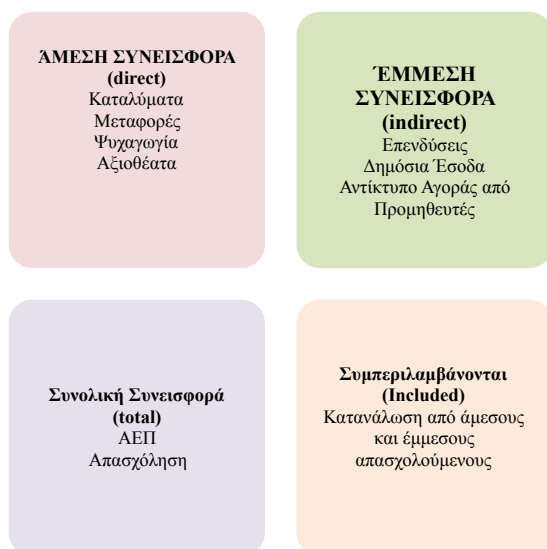 ΆΜΕΣΗ ΣΥΝΕΙΣΦΟΡΑ
(direct)
Καταλύματα
Μεταφορές
Ψυχαγωγία
Αξιοθέατα
ΈΜΜΕΣΗ
ΣΥΝΕΙΣΦΟΡΑ
(indirect)
Επενδύσεις
Δημόσια Έσοδα
Αντίκτυπο Αγοράς από
Προμηθευτές
Συνολική Συνεισφορά
(total)
ΑΕΠ
Απασχόληση
Συμπεριλαμβάνονται
(Included)
Κατανάλωση από άμεσους
και έμμεσους
απασχολούμενους